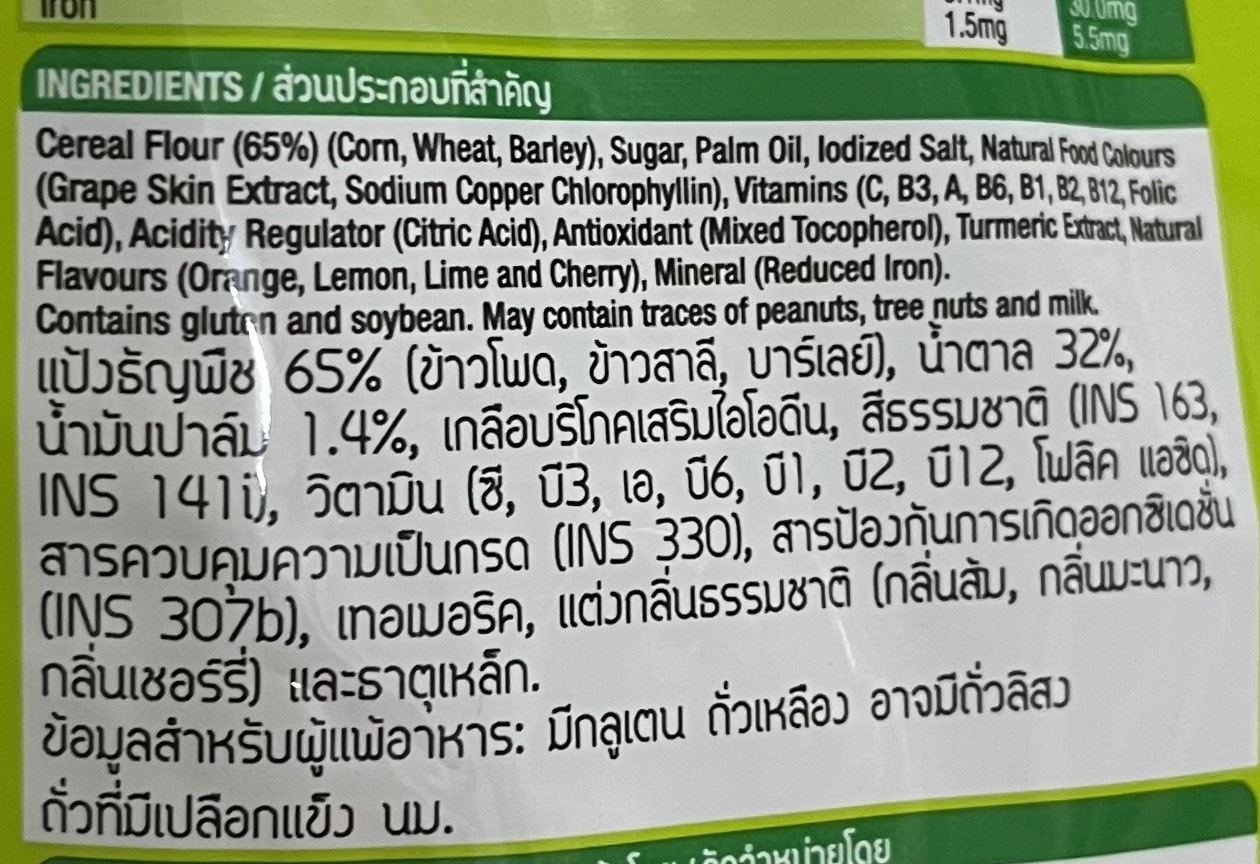 Iron
1.5mg
30.0mg
5.5mg
INGREDIENTS / ส่วนประกอบที่สำคัญ
Cereal Flour (65%) (Corn, Wheat, Barley), Sugar, Palm Oil, Iodized Salt, Natural Food Colours
(Grape Skin Extract, Sodium Copper Chlorophyllin), Vitamins (C, B3, A, B6, B1, B2, B12, Folic
Acid), Acidity Regulator (Citric Acid), Antioxidant (Mixed Tocopherol), Turmeric Extract, Natural
Flavours (Orange, Lemon, Lime and Cherry), Mineral (Reduced Iron).
Contains gluten and soybean. May contain traces of peanuts, tree nuts and milk.
แป้งธัญพืช 65% (ข้าวโพด, ข้าวสาลี, บาร์เลย์), น้ำตาล 32%,
น้ำมันปาล์ม 1.4%, เกลือบริโภคเสริมไอโอดีน, สีธรรมชาติ (INS 163,
INS 141ii), วิตามิน (ซี, บี3, เอ, บี6, บี1, บี2, บี12, โฟลิค แอซิด),
สารควบคุมความเป็นกรด (INS 330), สารป้องกันการเกิดออกซิเดชั่น
(INS 307b), เทอเมอริค, แต่งกลิ่นธรรมชาติ (กลิ่นส้ม, กลิ่นมะนาว,
กลิ่นเชอร์รี่) และธาตุเหล็ก.
ข้อมูลสำหรับผู้แพ้อาหาร: มีกลูเตน ถั่วเหลือง อาจมีถั่วลิสง
ถั่วที่มีเปลือกแข็ง นม.